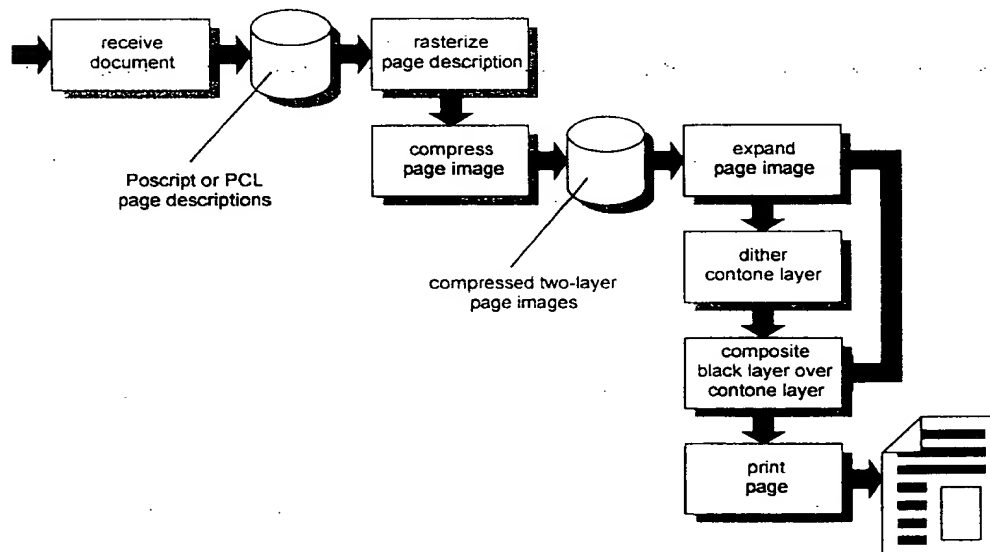 receive
document
rasterize
page description
compress
page image
expand
page image
Poscript or PCL
page descriptions
compressed two-layer
page images
dither
contone layer
composite
black layer over
contone layer
print
page